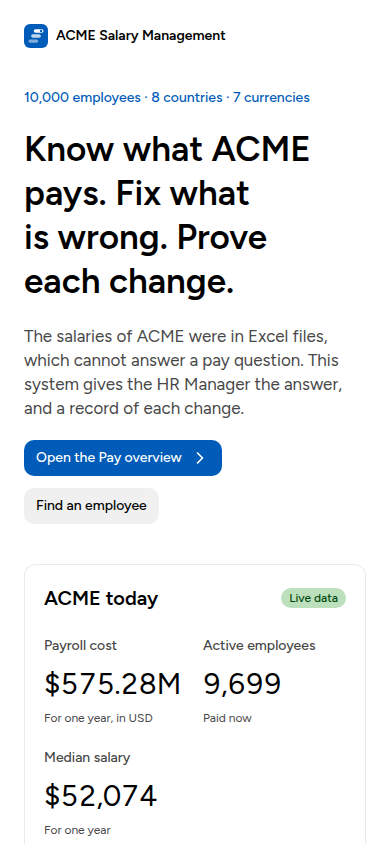 ACME Salary Management
10,000 employees · 8 countries · 7 currencies
Know what ACME
pays. Fix what
is wrong. Prove
each change.
The salaries of ACME were in Excel files,
which cannot answer a pay question. This
system gives the HR Manager the answer,
and a record of each change.
Open the Pay overview
Find an employee
ACME today
Live data
Payroll cost
Active employees
$575.28M
9,699
For one year, in USD
Paid now
Median salary
$52,074
For one year